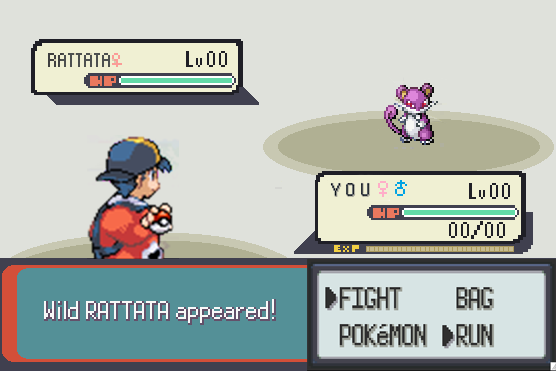 RATTATA♀ Lv00
HP
YOU♀♂ Lv00
HP
00/00
EXP
Wild RATTATA appeared!
FIGHT BAG
POKéMON RUN